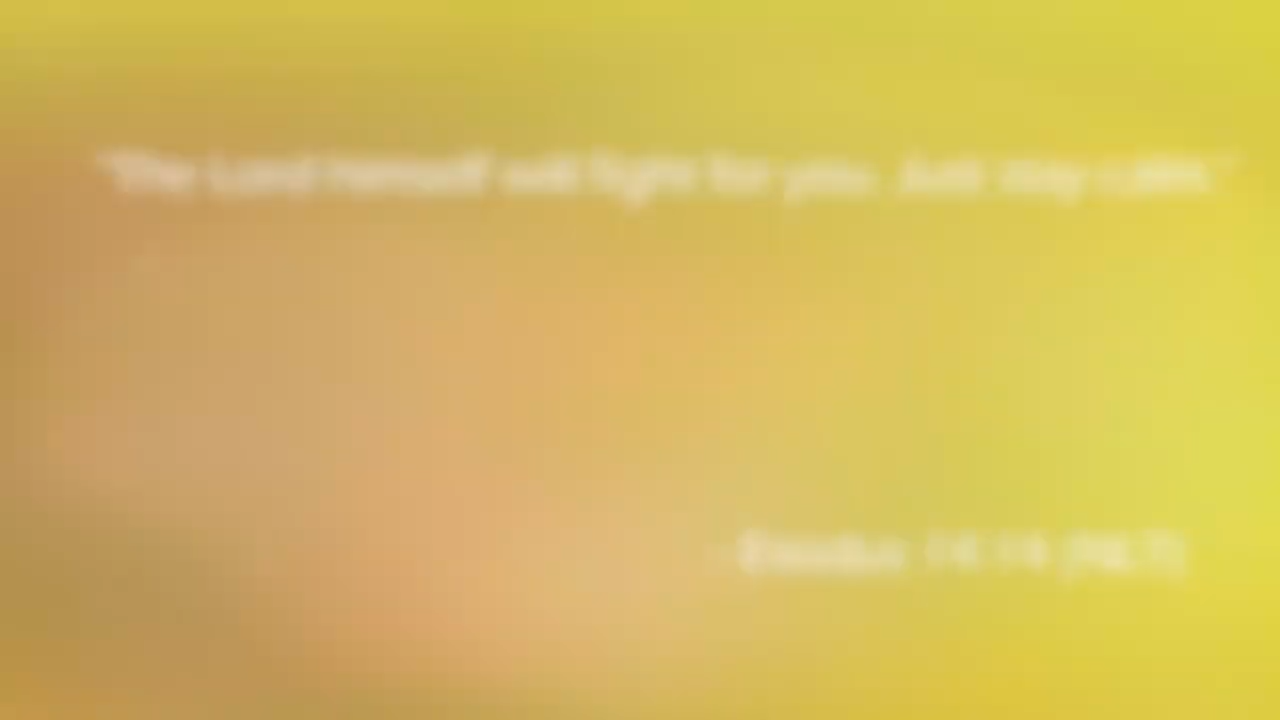 "The Lord himself will fight for you. Just stay calm."
- Exodus 14:14 (NLT)